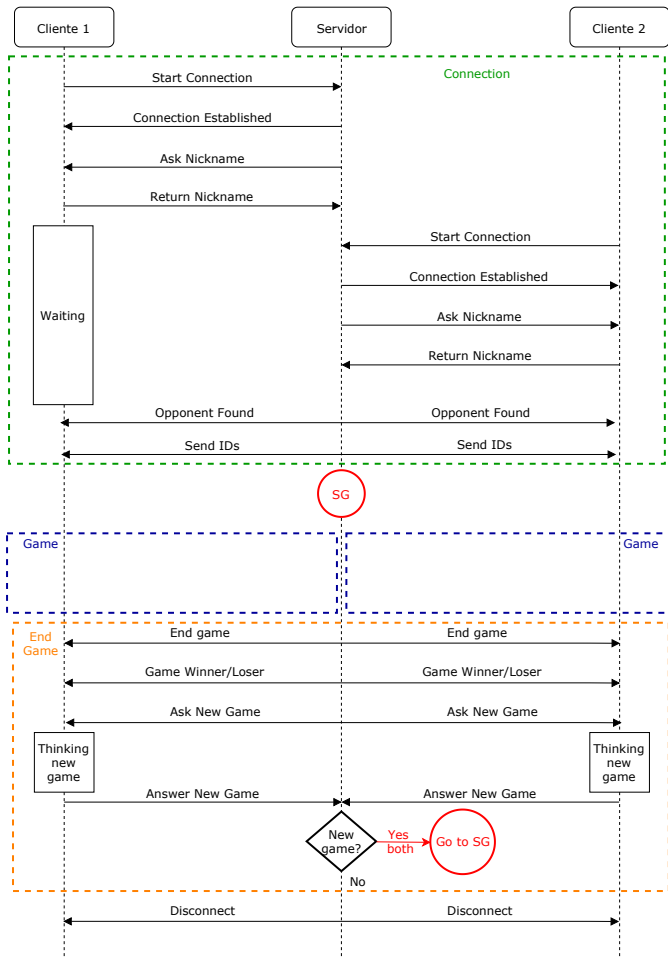 Cliente 1
Servidor
Cliente 2
Connection
Start Connection
Connection Established
Ask Nickname
Return Nickname
Start Connection
Waiting
Connection Established
Ask Nickname
Return Nickname
Opponent Found
Opponent Found
Send IDs
Send IDs
SG
Game
Game
End
Game
End game
End game
Game Winner/Loser
Game Winner/Loser
Ask New Game
Ask New Game
Thinking
new
game
Thinking
new
game
Answer New Game
Answer New Game
New
game?
Yes
both
Go to SG
No
Disconnect
Disconnect